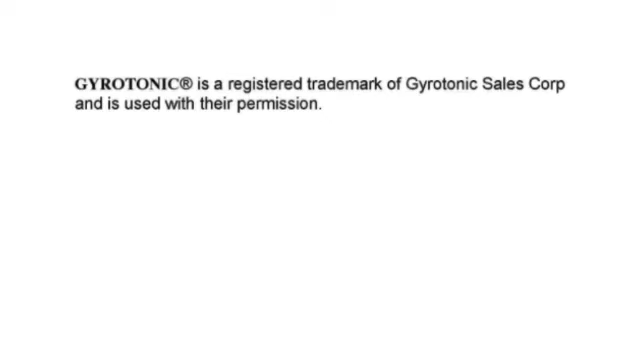 GYROTONIC® is a registered trademark of Gyrotonic Sales Corp
and is used with their permission.